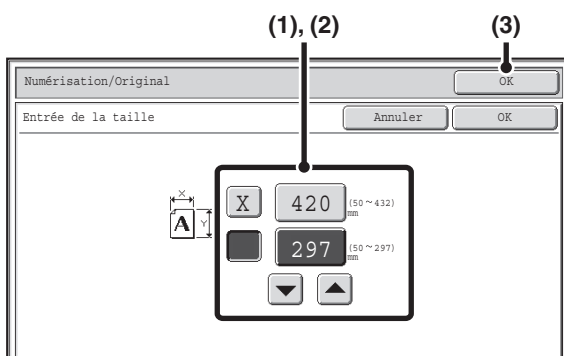 (1), (2) (3)
Numérisation/Original OK
Entrée de la taille Annuler OK
X A Y
X 420 (50~432) mm
297 (50~297) mm